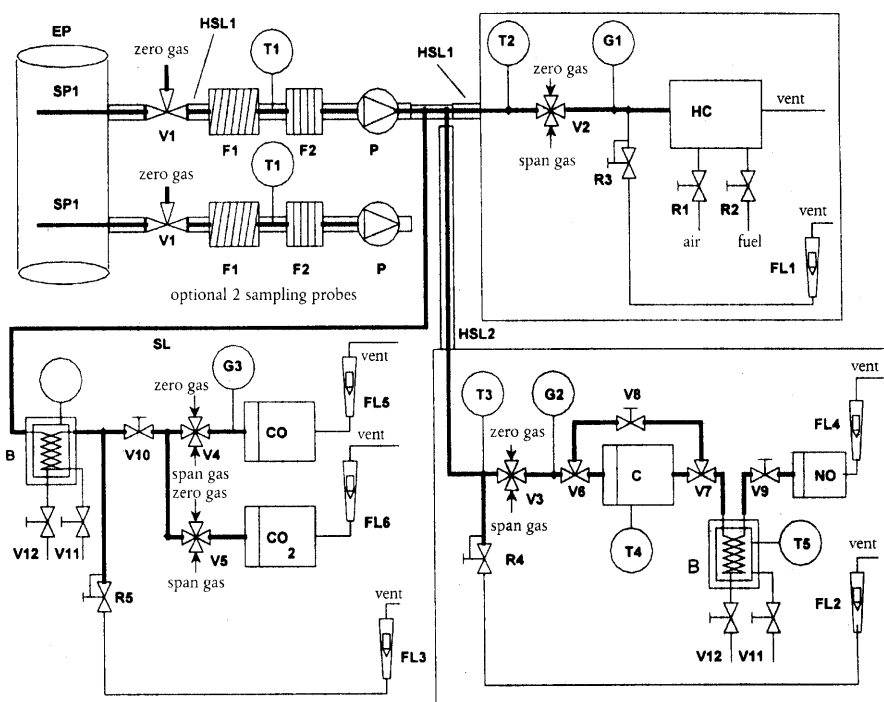 EP
HSL1
zero gas
T1
SP1
V1
F1
F2
P
zero gas
T1
SP1
V1
F1
F2
P
optional 2 sampling probes
HSL1
T2
G1
zero gas
V2
span gas
HC
vent
R3
R1
R2
air
fuel
vent
FL1
HSL2
SL
vent
G3
zero gas
FL5
CO
vent
B
V10
V4
span gas
zero gas
FL6
CO
2
V5
span gas
V12
V11
R5
vent
FL3
T3
G2
V8
vent
FL4
zero gas
C
NO
V3
V6
V7
V9
span gas
T4
T5
B
R4
vent
FL2
V12
V11